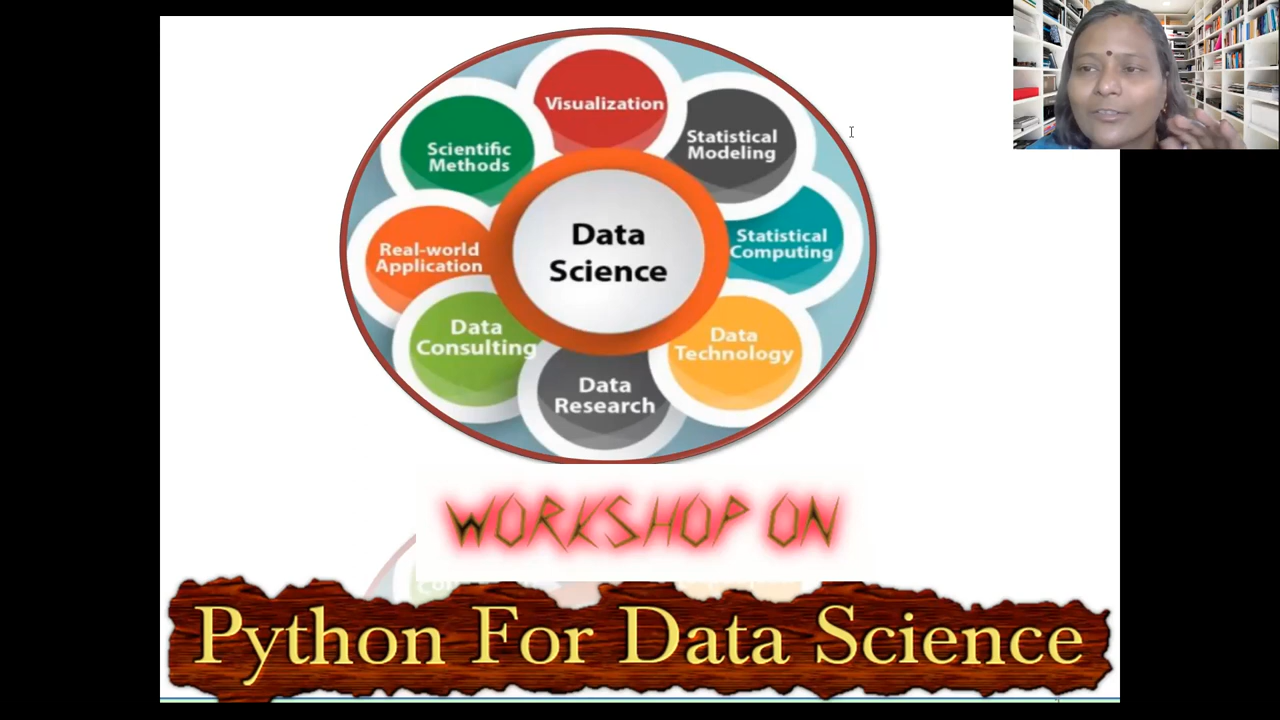 Visualization
Scientific
Methods
Statistical
Modeling
Real-world
Application
Data
Science
Statistical
Computing
Data
Consulting
Data
Technology
Data
Research
WORKSHOP ON
Python For Data Science